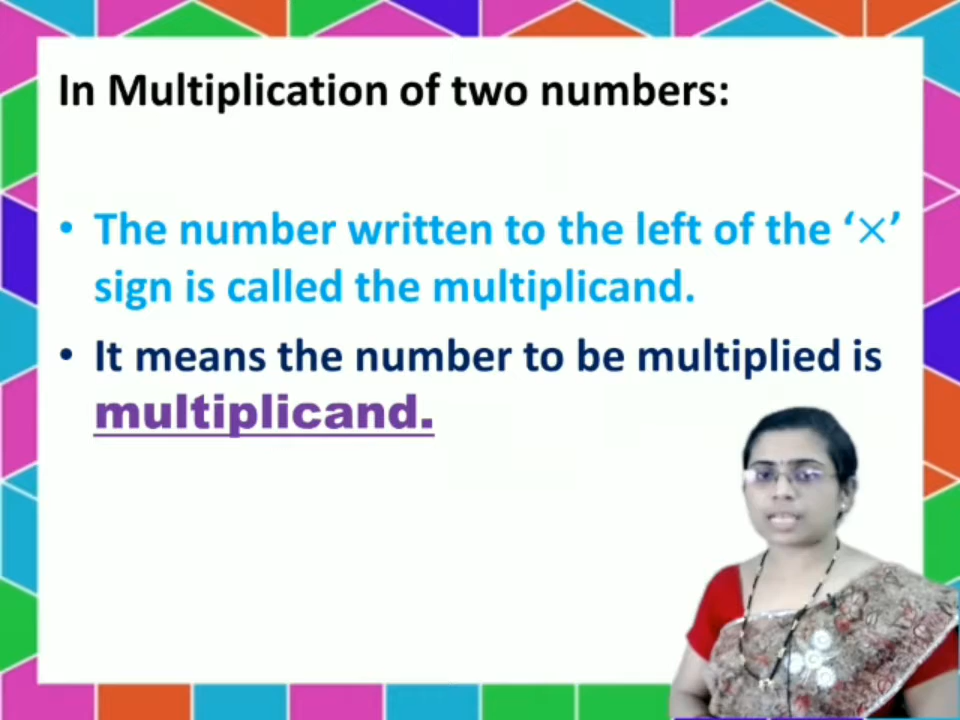 In Multiplication of two numbers:
• The number written to the left of the ‘×’
sign is called the multiplicand.
• It means the number to be multiplied is
multiplicand.